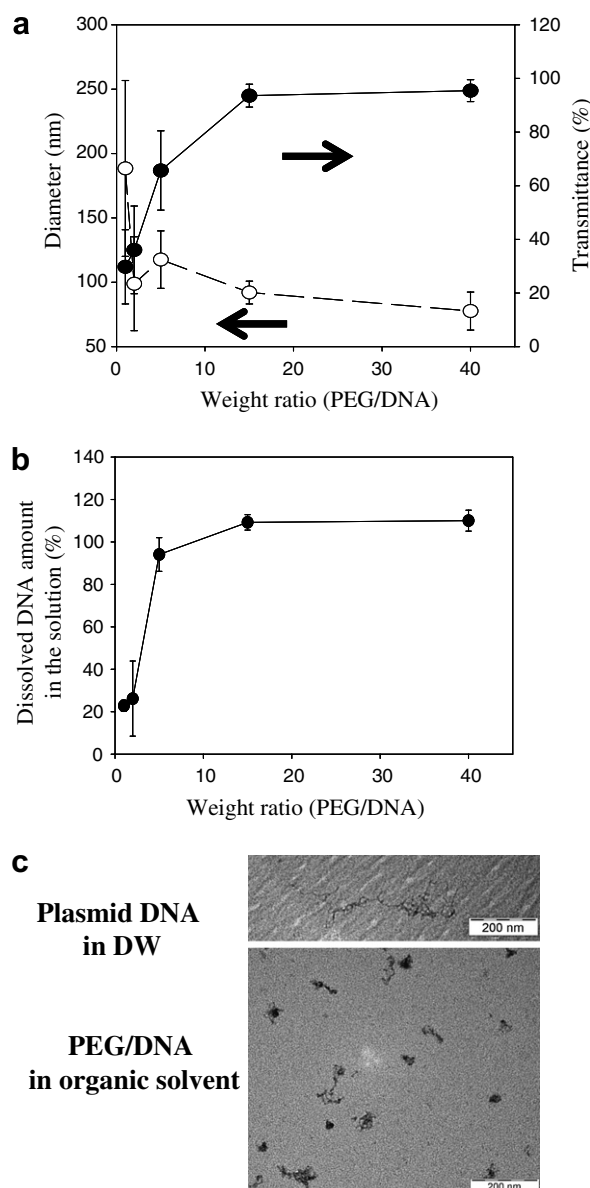 a
300
250
200
150
100
50
Diameter (nm)
120
100
80
60
40
20
0
Transmittance (%)
0 10 20 30 40
Weight ratio (PEG/DNA)
b
140
120
100
80
60
40
20
0
Dissolved DNA amount
in the solution (%)
0 10 20 30 40
Weight ratio (PEG/DNA)
c
Plasmid DNA
in DW
200 nm
PEG/DNA
in organic solvent
200 nm